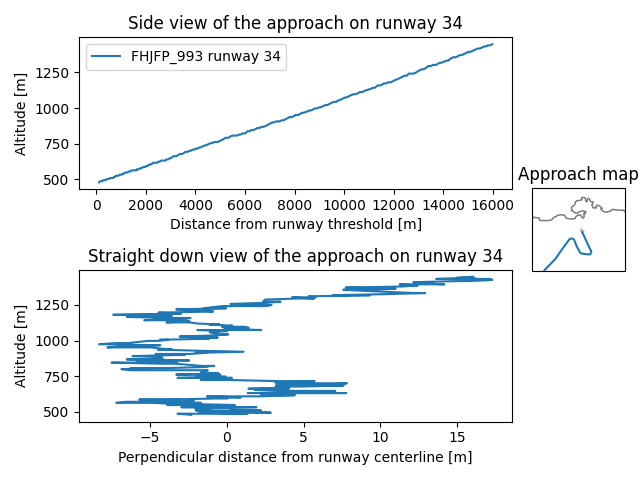 Side view of the approach on runway 34
FHJFP_993 runway 34
Altitude [m]
1250
1000
750
500
0 2000 4000 6000 8000 10000 12000 14000 16000
Distance from runway threshold [m]
Approach map
Straight down view of the approach on runway 34
Altitude [m]
1250
1000
750
500
−5 0 5 10 15
Perpendicular distance from runway centerline [m]